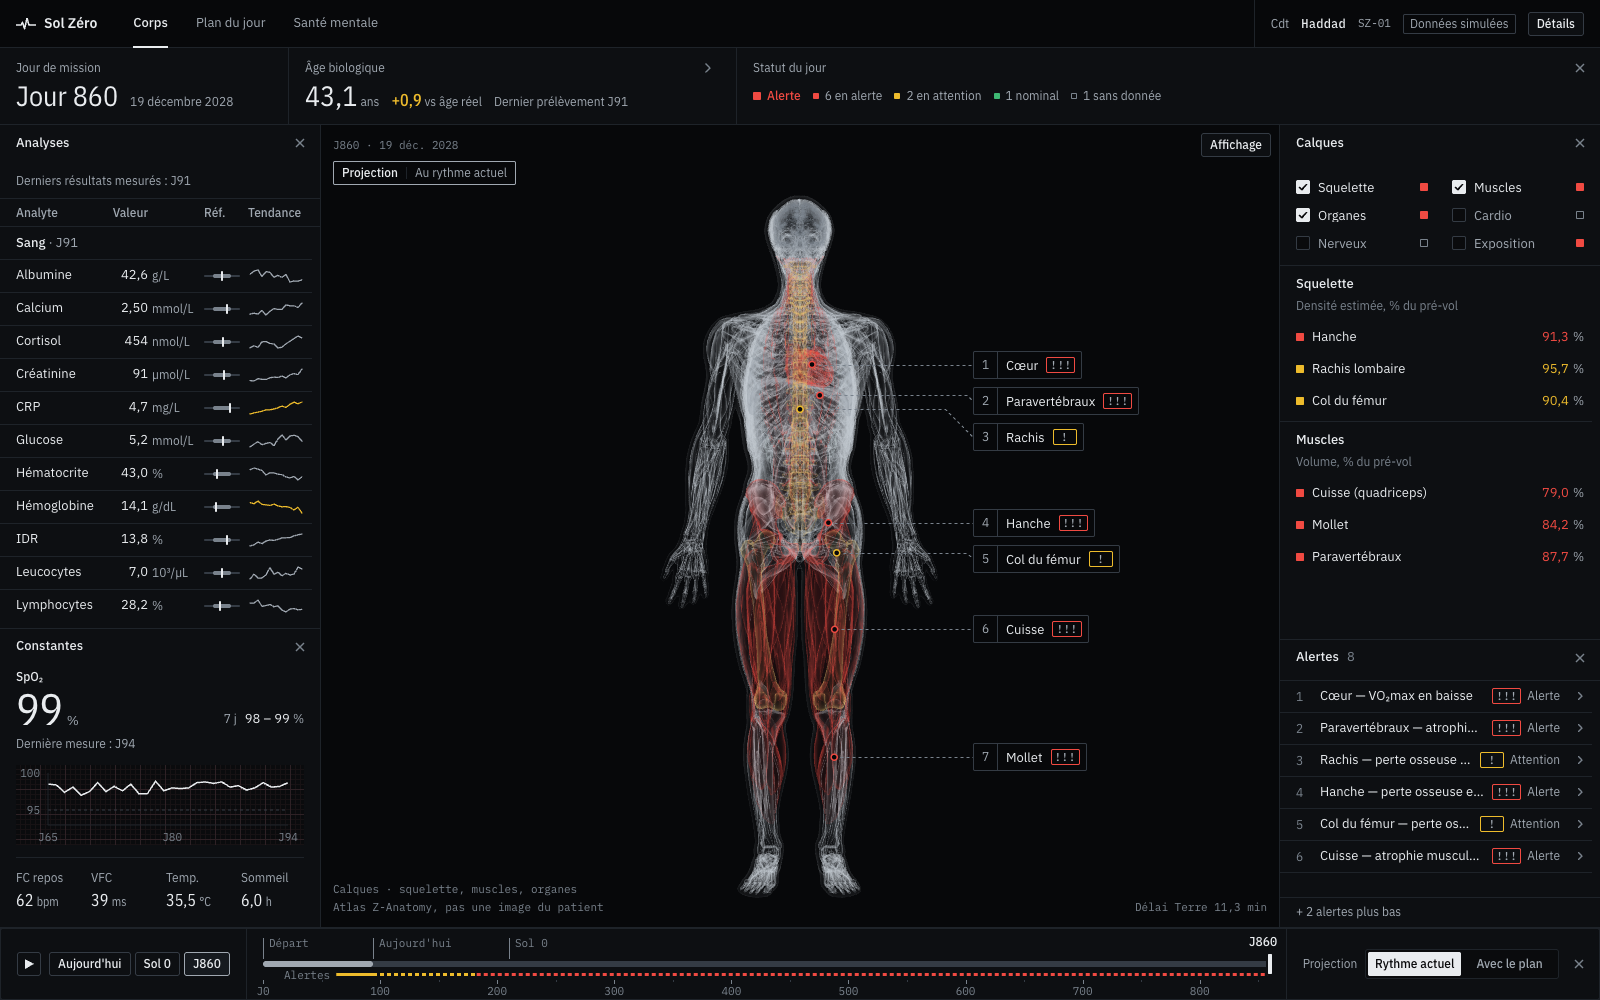 Sol Zéro
Corps
Plan du jour
Santé mentale
Cdt Haddad SZ-01
Données simulées
Détails
Jour de mission
Jour 860 19 décembre 2028
Âge biologique
43,1 ans +0,9 vs âge réel Dernier prélèvement J91
Statut du jour
Alerte 6 en alerte 2 en attention 1 nominal 1 sans donnée
Analyses
Derniers résultats mesurés : J91
Analyte Valeur Réf. Tendance
Sang · J91
Albumine 42,6 g/L
Calcium 2,50 mmol/L
Cortisol 454 nmol/L
Créatinine 91 µmol/L
CRP 4,7 mg/L
Glucose 5,2 mmol/L
Hématocrite 43,0 %
Hémoglobine 14,1 g/dL
IDR 13,8 %
Leucocytes 7,0 10³/µL
Lymphocytes 28,2 %
Constantes
SpO₂
99 %
7 j 98 – 99 %
Dernière mesure : J94
100
95
J65 J80 J94
FC repos VFC Temp. Sommeil
62 bpm 39 ms 35,5 °C 6,0 h
J860 · 19 déc. 2028
Projection Au rythme actuel
Affichage
1 Cœur !!!
2 Paravertébraux !!!
3 Rachis !
4 Hanche !!!
5 Col du fémur !
6 Cuisse !!!
7 Mollet !!!
Calques · squelette, muscles, organes
Atlas Z-Anatomy, pas une image du patient
Délai Terre 11,3 min
Calques
Squelette Muscles
Organes Cardio
Nerveux Exposition
Squelette
Densité estimée, % du pré-vol
Hanche 91,3 %
Rachis lombaire 95,7 %
Col du fémur 90,4 %
Muscles
Volume, % du pré-vol
Cuisse (quadriceps) 79,0 %
Mollet 84,2 %
Paravertébraux 87,7 %
Alertes 8
1 Cœur — VO₂max en baisse !!! Alerte
2 Paravertébraux — atrophi... !!! Alerte
3 Rachis — perte osseuse ... ! Attention
4 Hanche — perte osseuse e... !!! Alerte
5 Col du fémur — perte os... ! Attention
6 Cuisse — atrophie muscul... !!! Alerte
+ 2 alertes plus bas
Aujourd'hui
Sol 0
J860
Départ Aujourd'hui Sol 0 J860
Alertes
J0 100 200 300 400 500 600 700 800
Projection
Rythme actuel
Avec le plan